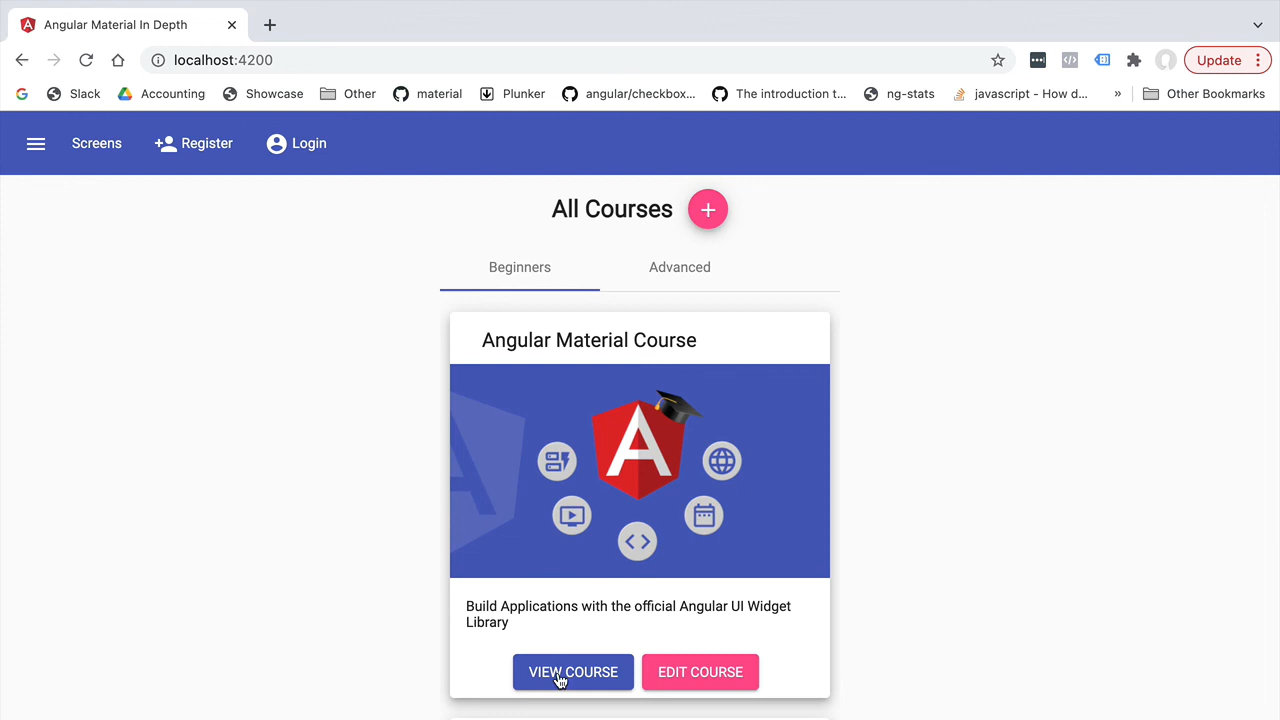 Angular Material In Depth
localhost:4200
Update
Slack
Accounting
Showcase
Other
material
Plunker
angular/checkbox...
The introduction t...
ng-stats
javascript - How d...
»
Other Bookmarks
Screens
Register
Login
All Courses
Beginners
Advanced
Angular Material Course
Build Applications with the official Angular UI Widget
Library
VIEW COURSE
EDIT COURSE